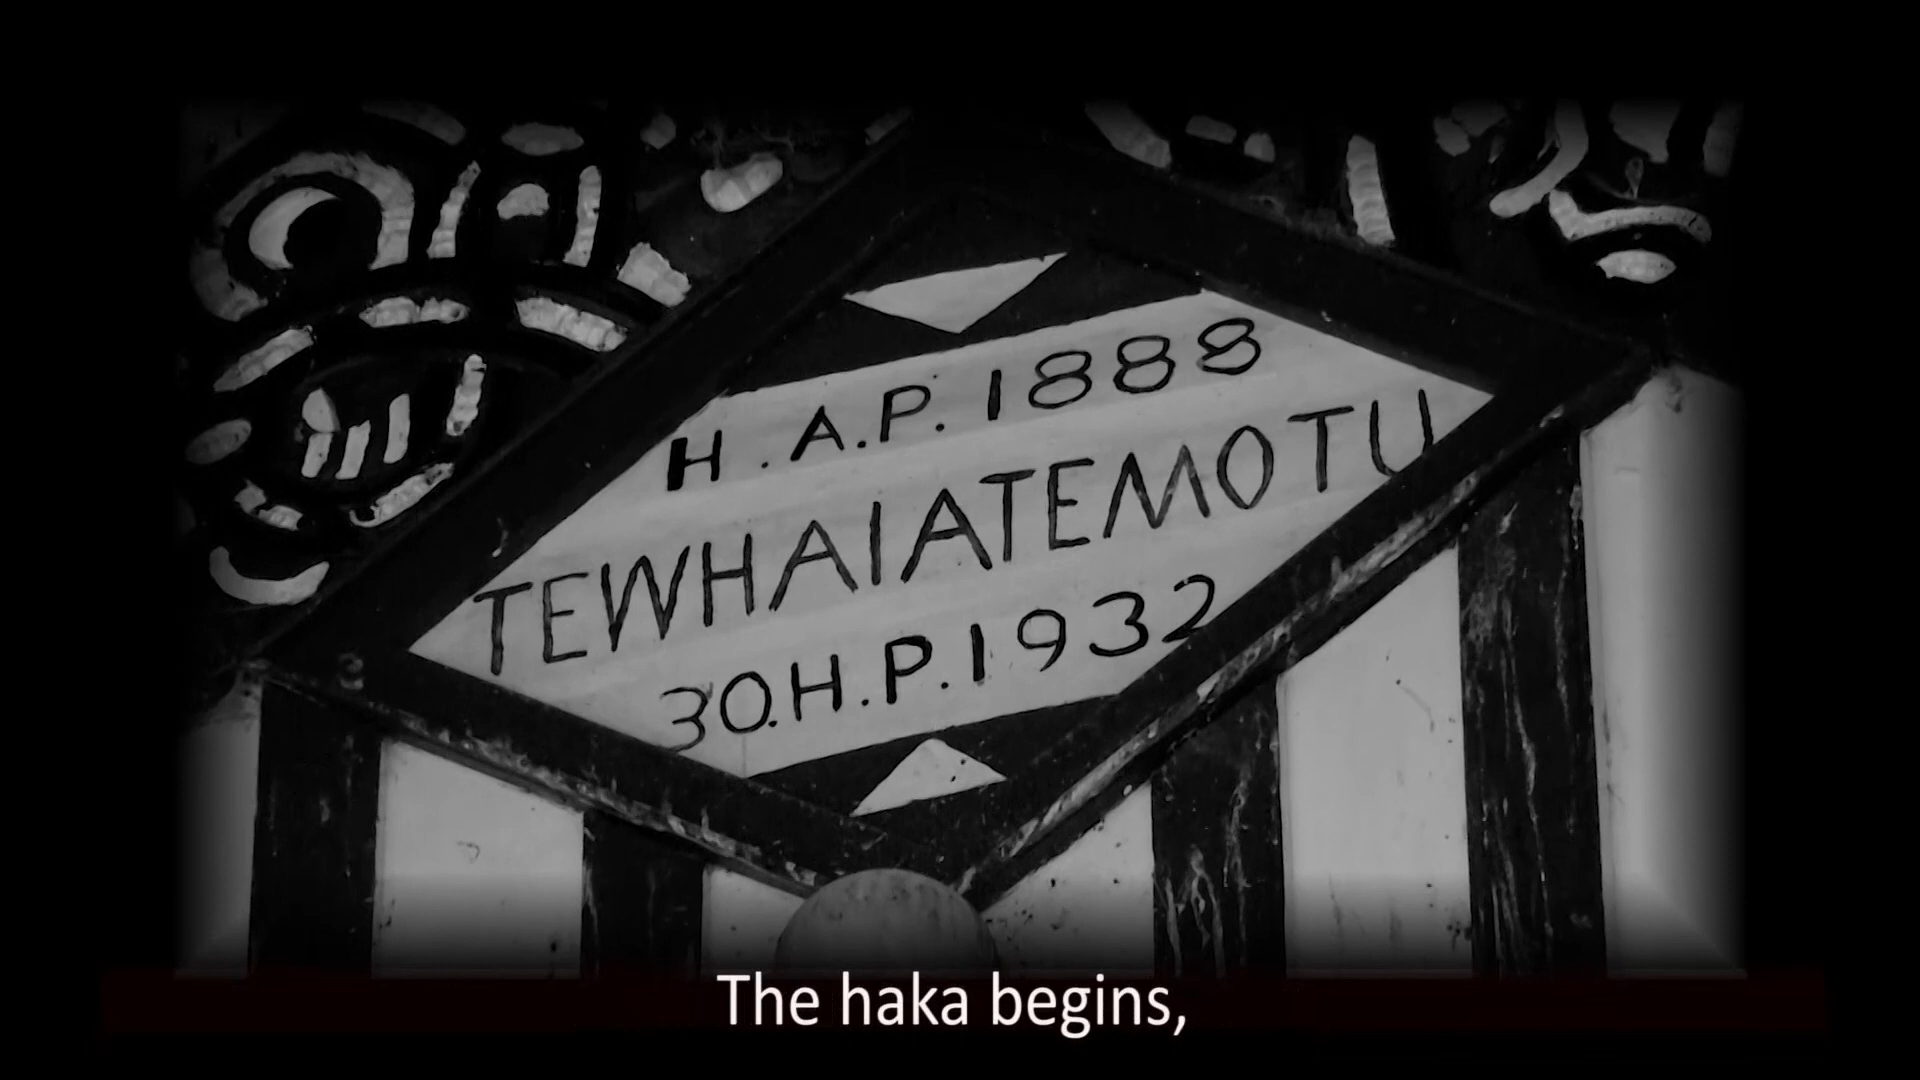 H.A.P.1888
TEWHAIATEMOTU
30.H.P.1932
The haka begins,